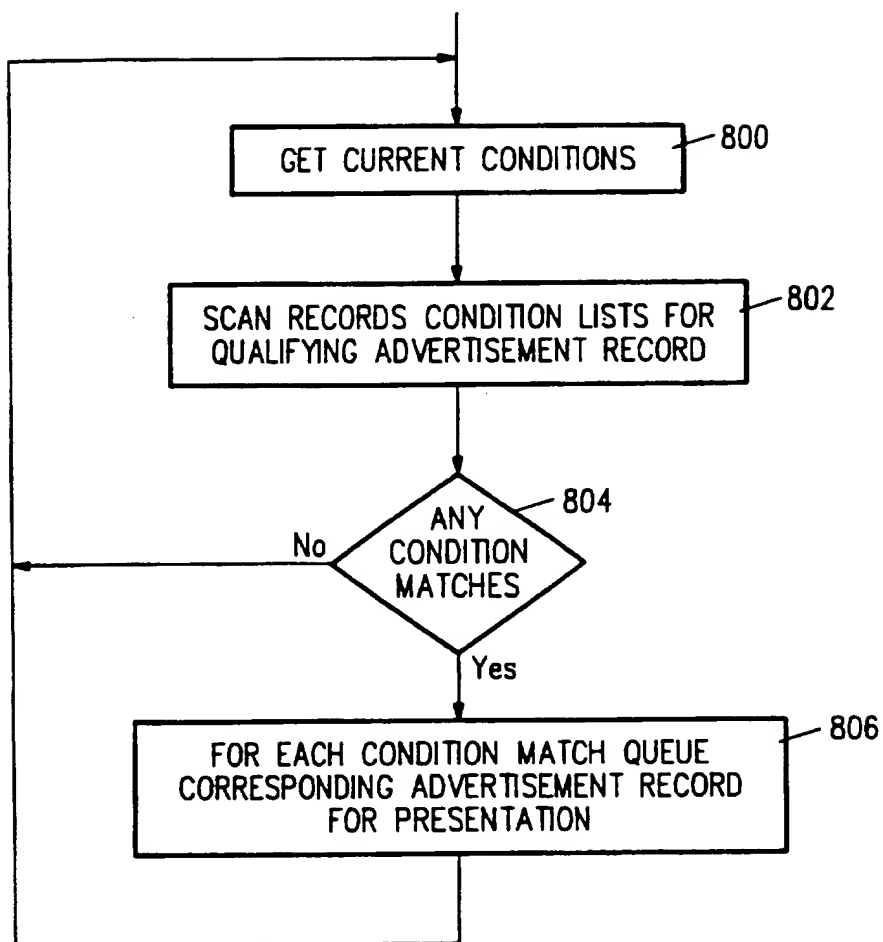 GET CURRENT CONDITIONS
800
SCAN RECORDS CONDITION LISTS FOR
QUALIFYING ADVERTISEMENT RECORD
802
ANY
CONDITION
MATCHES
804
No
Yes
FOR EACH CONDITION MATCH QUEUE
CORRESPONDING ADVERTISEMENT RECORD
FOR PRESENTATION
806